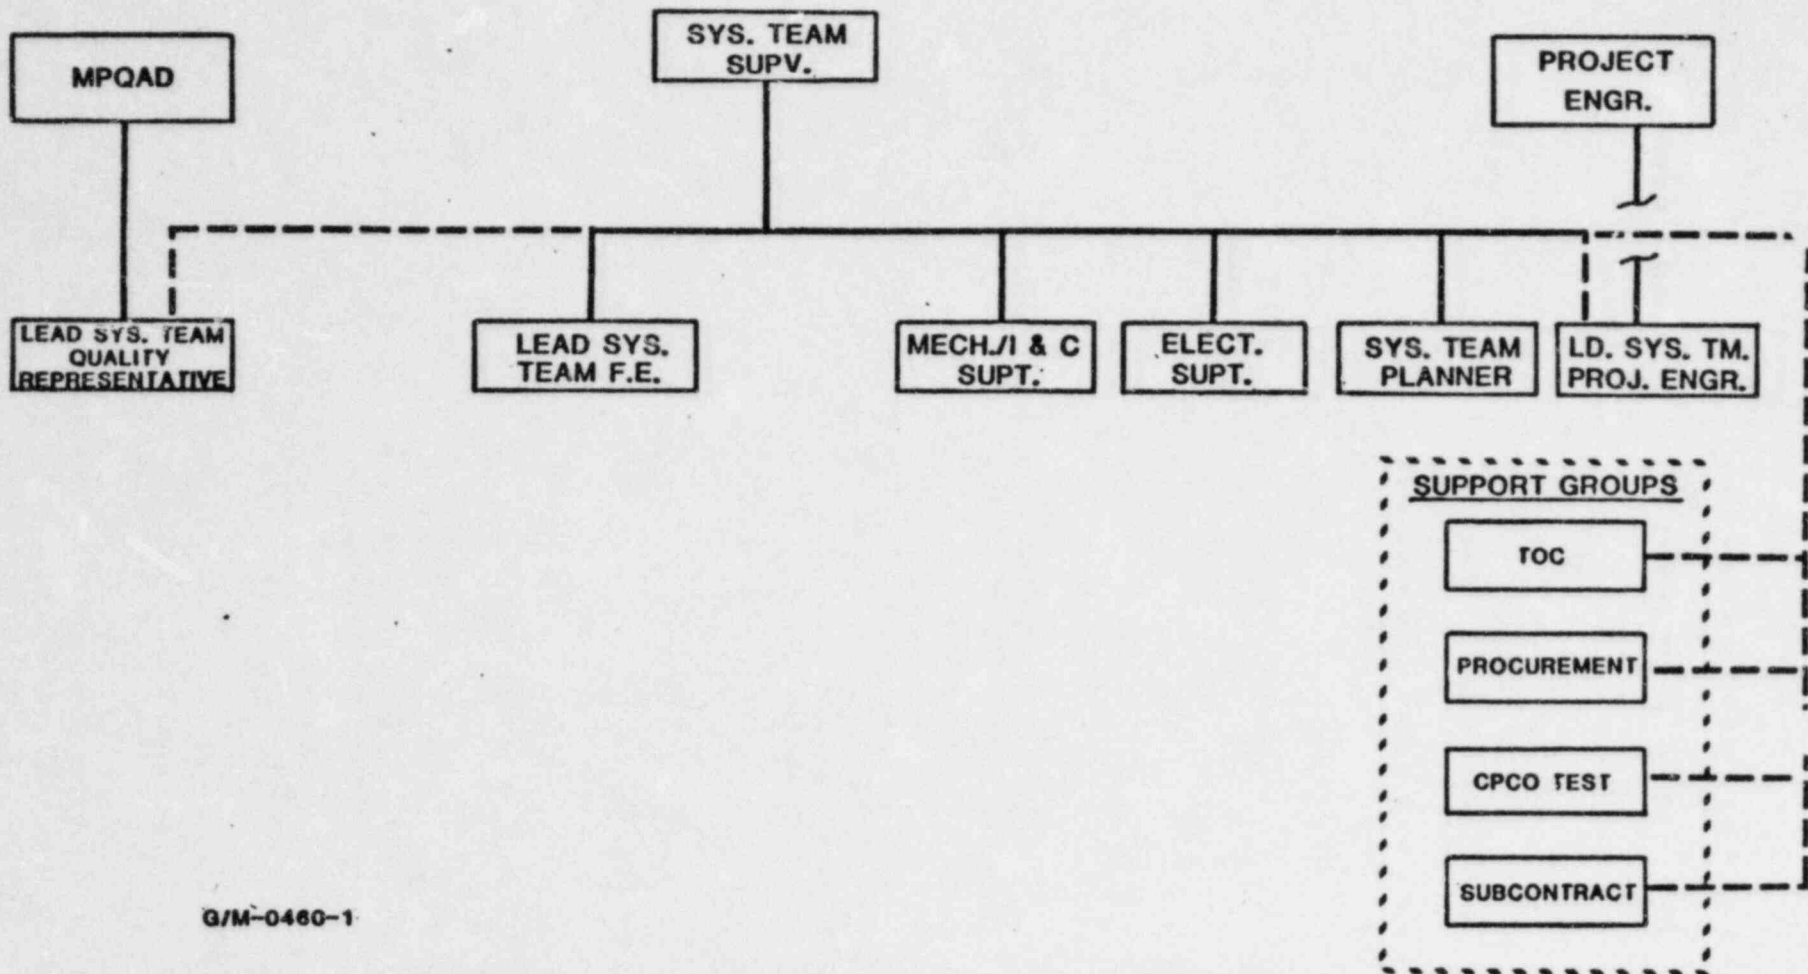 MPQAD
SYS. TEAM
SUPV.
PROJECT
ENGR.
LEAD SYS. TEAM
QUALITY
REPRESENTATIVE
LEAD SYS.
TEAM F.E.
MECH./I & C
SUPT.
ELECT.
SUPT.
SYS. TEAM
PLANNER
LD. SYS. TM.
PROJ. ENGR.
SUPPORT GROUPS
TOC
PROCUREMENT
CPCO TEST
SUBCONTRACT
G/M-0460-1